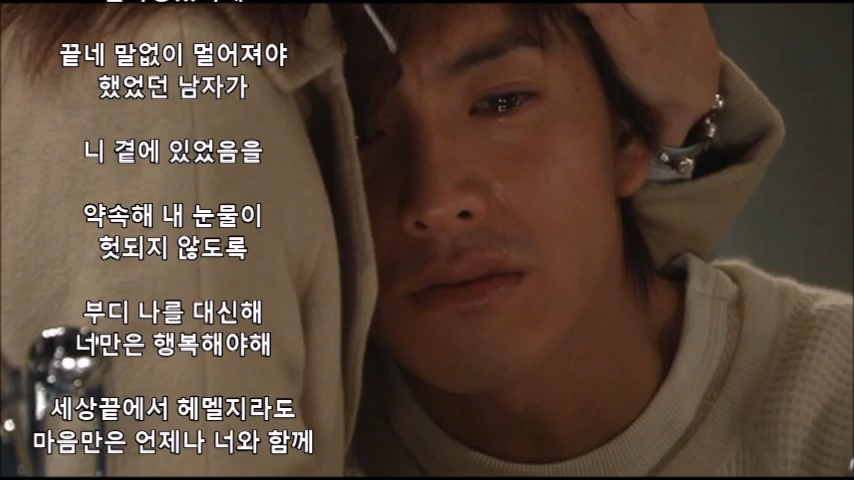 끝네 말없이 멀어져야
했었던 남자가
니 곁에 있었음을
약속해 내 눈물이
헛되지 않도록
부디 나를 대신해
너만은 행복해야해
세상끝에서 헤멜지라도
마음만은 언제나 너와 함께